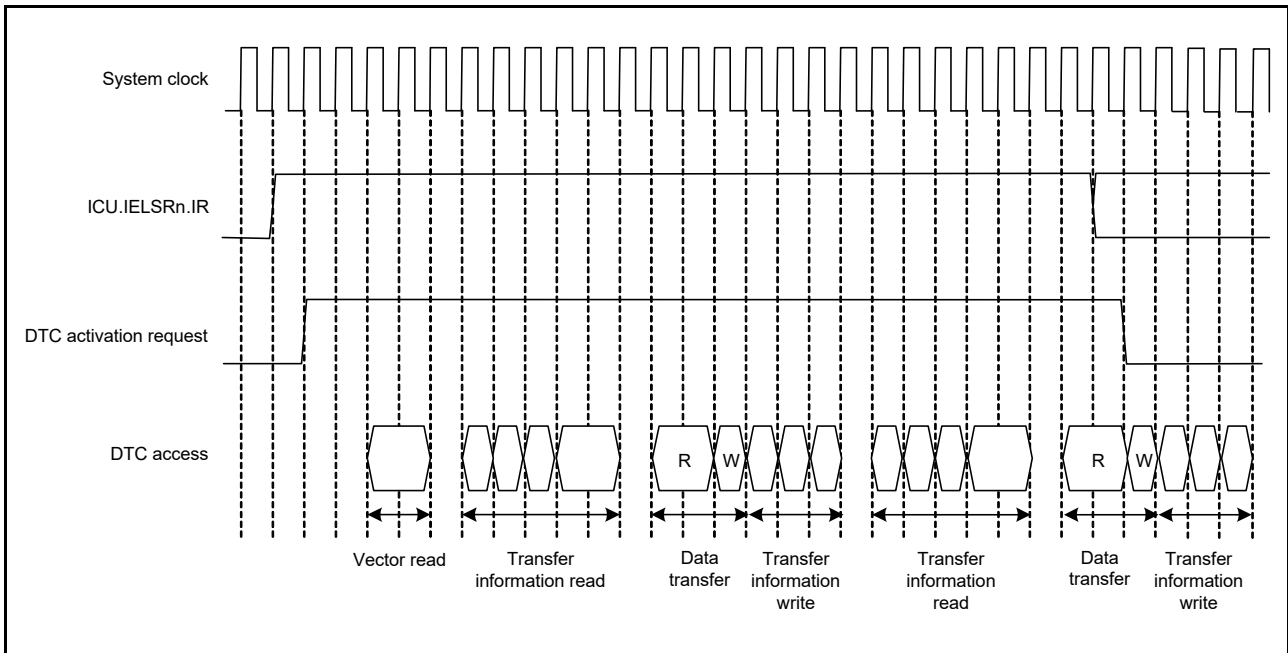 System clock
ICU.IELSRn.IR
DTC activation request
DTC access
R
W
R
W
Vector read
Transfer
information read
Data
transfer
Transfer
information
write
Transfer
information
read
Data
transfer
Transfer
information
write